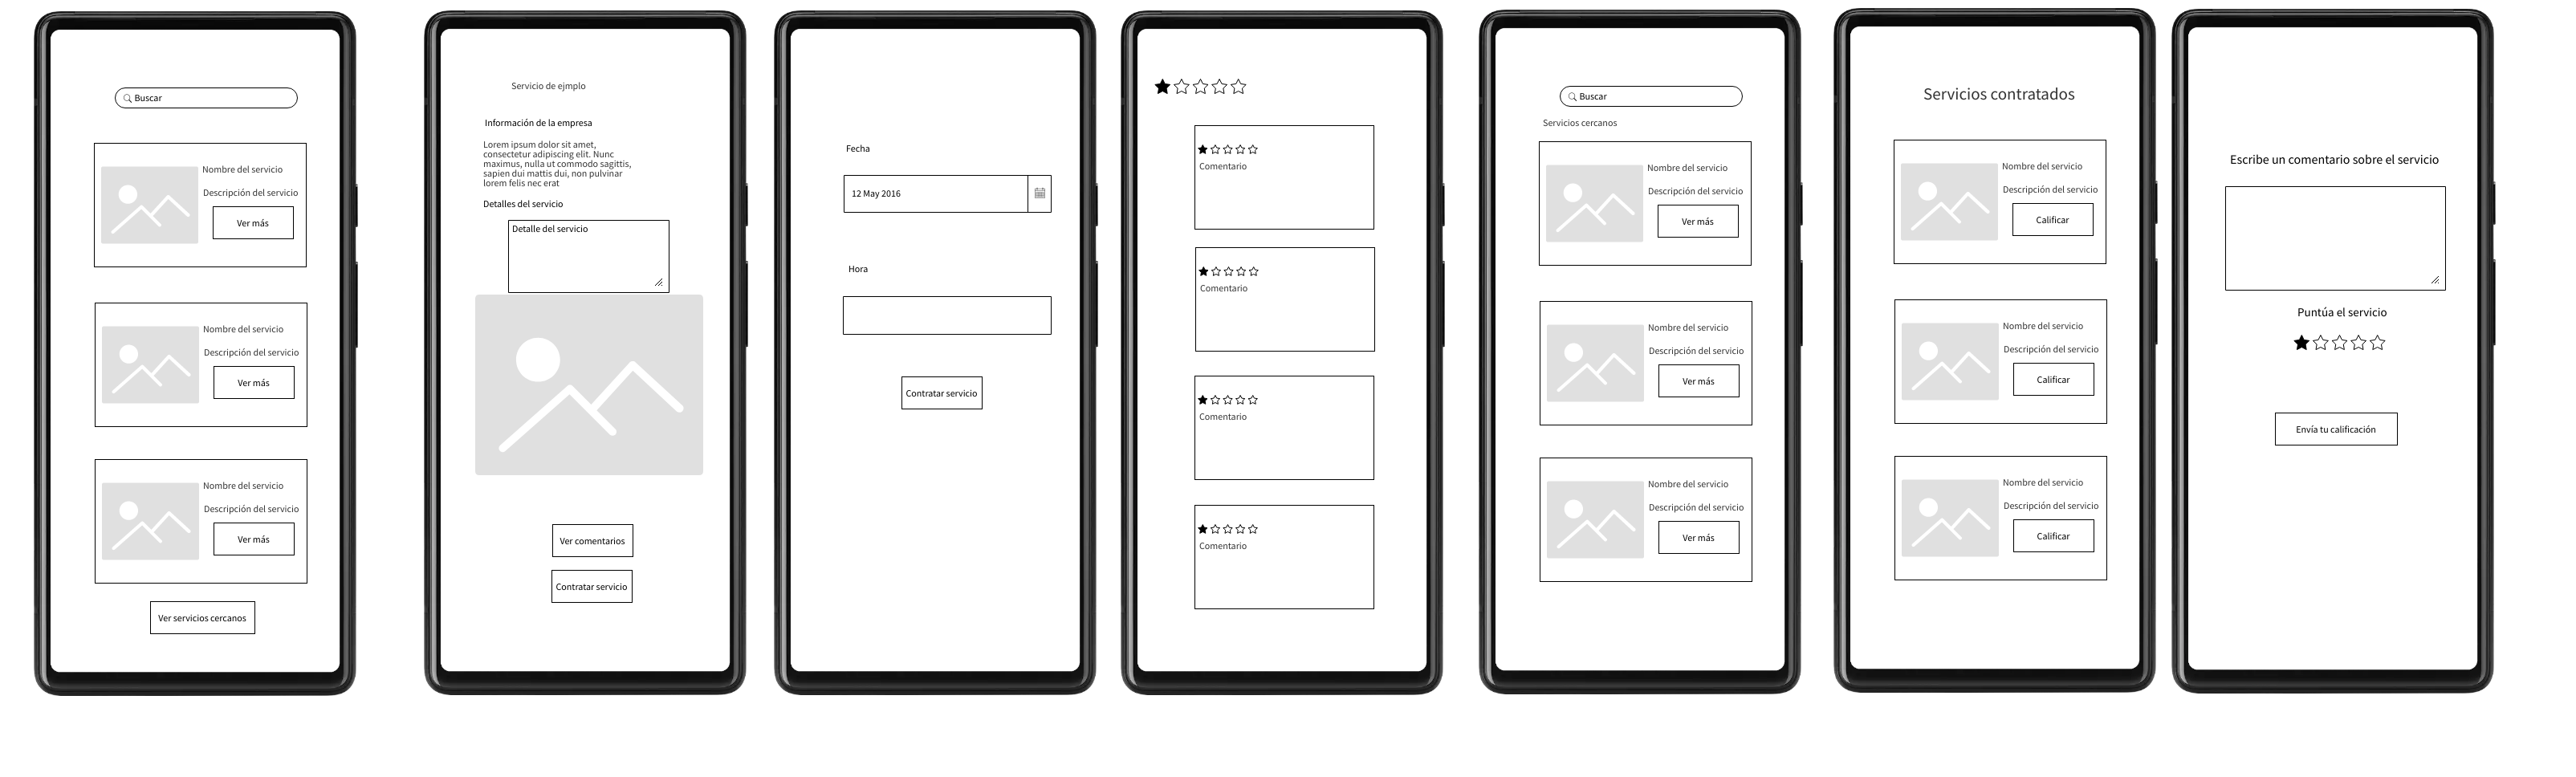 Buscar
Nombre del servicio
Descripción del servicio
Ver más
Nombre del servicio
Descripción del servicio
Ver más
Nombre del servicio
Descripción del servicio
Ver más
Ver servicios cercanos
Servicio de ejmplo
Información de la empresa
Lorem ipsum dolor sit amet,
consectetur adipiscing elit. Nunc
maximus, nulla ut commodo sagittis,
sapien dui mattis dui, non pulvinar
lorem felis nec erat
Detalles del servicio
Detalle del servicio
Ver comentarios
Contratar servicio
Fecha
12 May 2016
Hora
Contratar servicio
Comentario
Comentario
Comentario
Comentario
Buscar
Servicios cercanos
Nombre del servicio
Descripción del servicio
Ver más
Nombre del servicio
Descripción del servicio
Ver más
Nombre del servicio
Descripción del servicio
Ver más
Servicios contratados
Nombre del servicio
Descripción del servicio
Calificar
Nombre del servicio
Descripción del servicio
Calificar
Nombre del servicio
Descripción del servicio
Calificar
Escribe un comentario sobre el servicio
Puntúa el servicio
Envía tu calificación